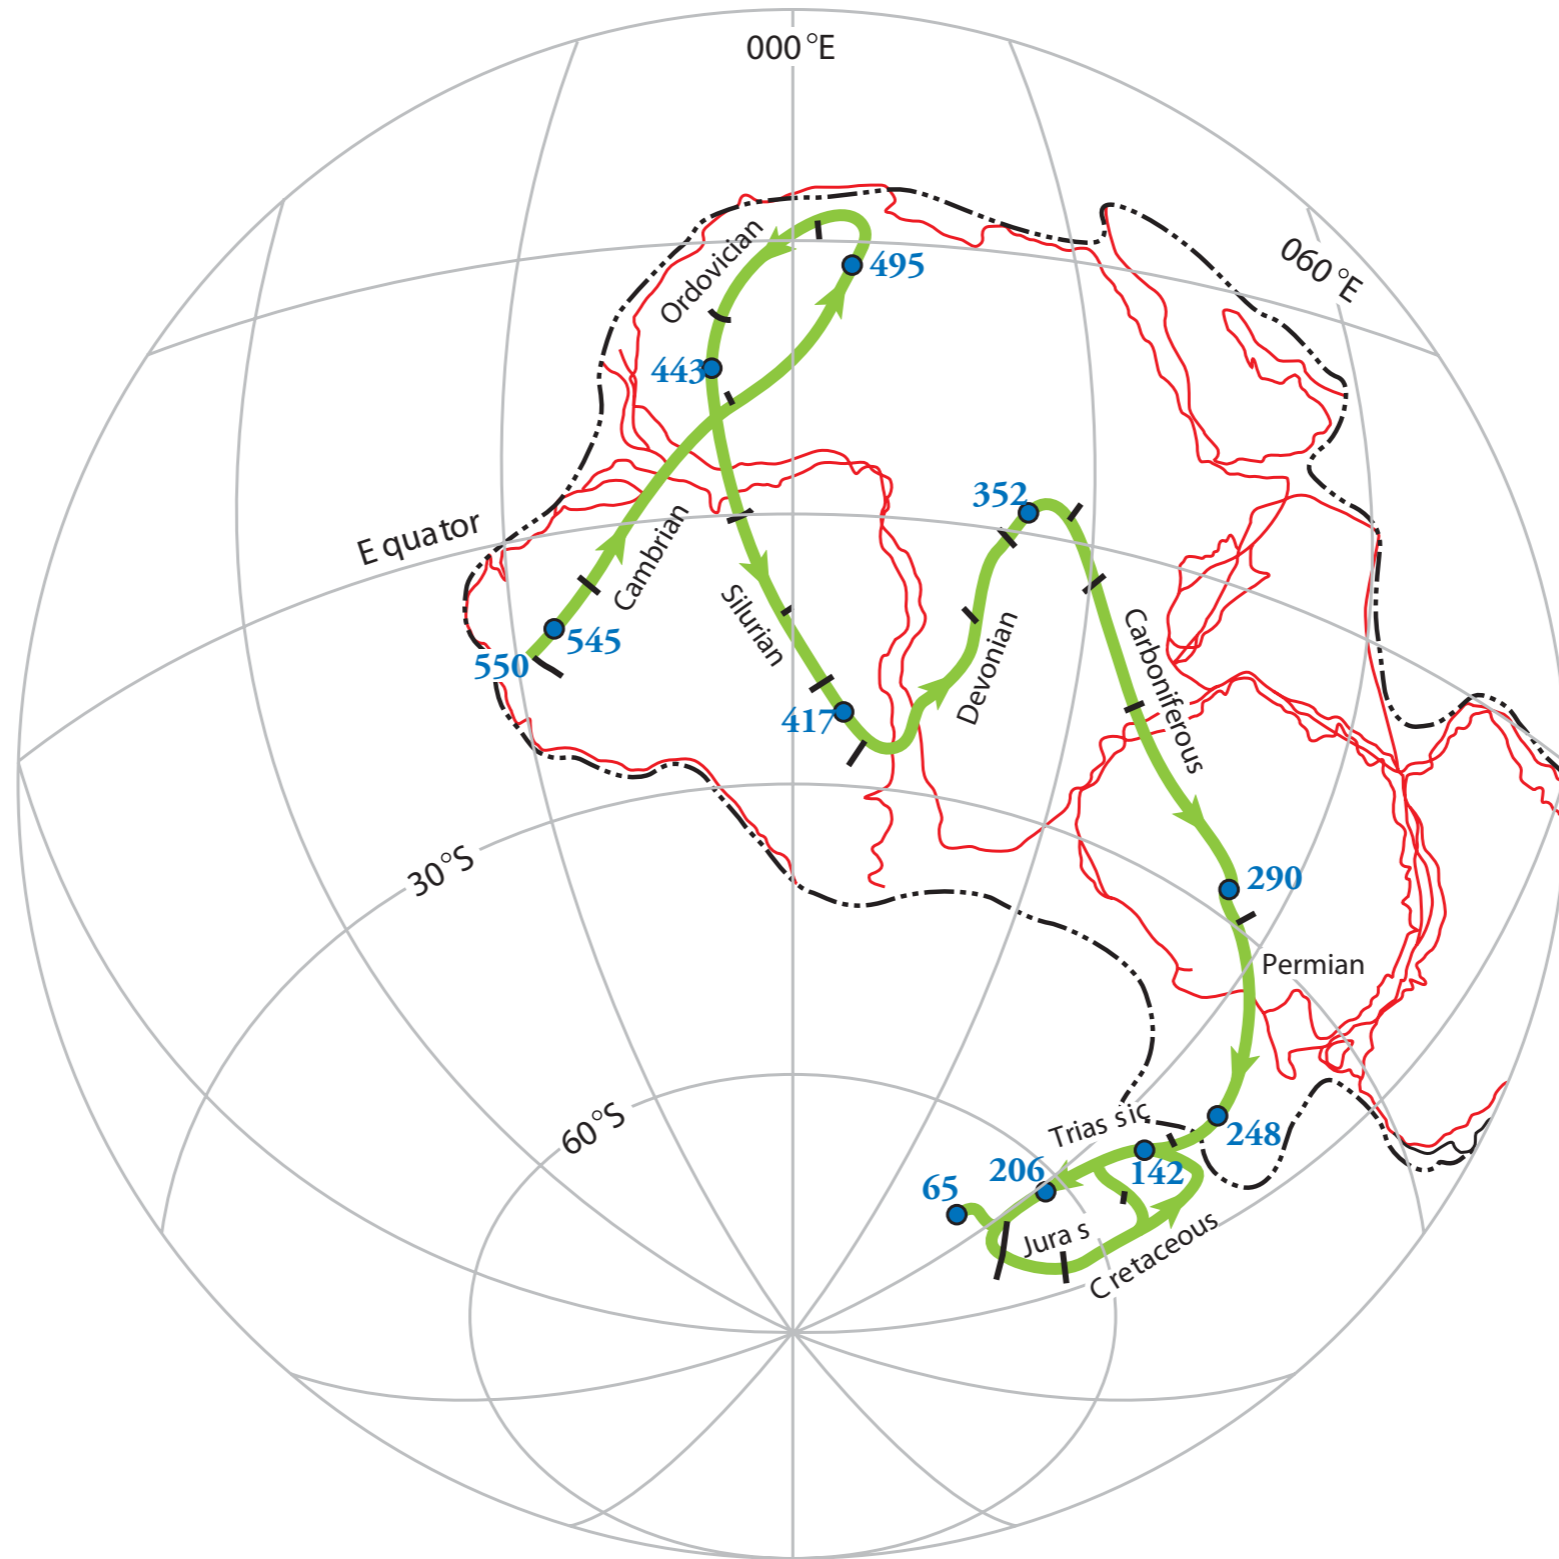 000°E
060°E
Ordovician
495
443
352
Equator
Cambrian
545
550
Silurian
417
Devonian
Carboniferous
30°S
290
Permian
60°S
Trias sic
248
142
206
65
Juras
Cretaceous